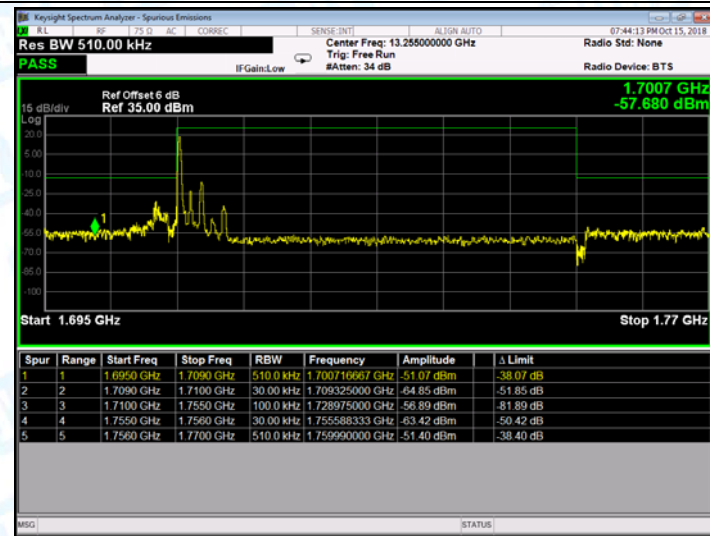 Keysight Spectrum Analyzer - Spurious Emissions
RL RF 75 Ω AC CORREC SENSE:INT ALIGN AUTO 07:44:13 PM Oct 15, 2018
Res BW 510.00 kHz Center Freq: 13.255000000 GHz Radio Std: None
Trig: Free Run
PASS IFGain:Low #Atten: 34 dB Radio Device: BTS
1.7007 GHz
Ref Offset 6 dB
-57.680 dBm
15 dB/div Ref 35.00 dBm
Log
20.0
5.00
-10.0
-25.0
-40.0
1
-55.0
-70.0
-85.0
-100
Start 1.695 GHz Stop 1.77 GHz
Spur Range Start Freq Stop Freq RBW Frequency Amplitude Δ Limit
1 1 1.6950 GHz 1.7090 GHz 510.0 kHz 1.700716667 GHz -51.07 dBm -38.07 dB
2 2 1.7090 GHz 1.7100 GHz 30.00 kHz 1.709325000 GHz -64.85 dBm -51.85 dB
3 3 1.7100 GHz 1.7550 GHz 100.0 kHz 1.728975000 GHz -56.89 dBm -81.89 dB
4 4 1.7550 GHz 1.7560 GHz 30.00 kHz 1.755588333 GHz -63.42 dBm -50.42 dB
5 5 1.7560 GHz 1.7700 GHz 510.0 kHz 1.759990000 GHz -51.40 dBm -38.40 dB
MSG STATUS